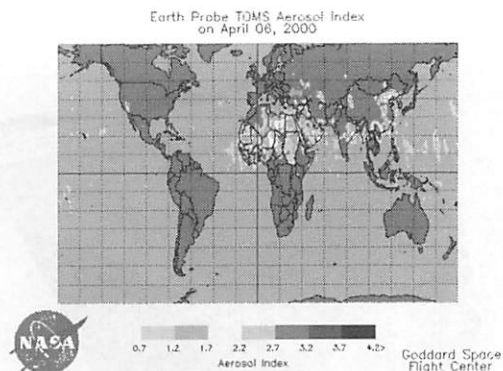 Earth Probe TOMS Aerosol Index
on April 06, 2000
0.7 1.2 1.7 2.2 2.7 3.2 3.7 4.2>
Aerosol Index
NASA
Goddard Space
Flight Center